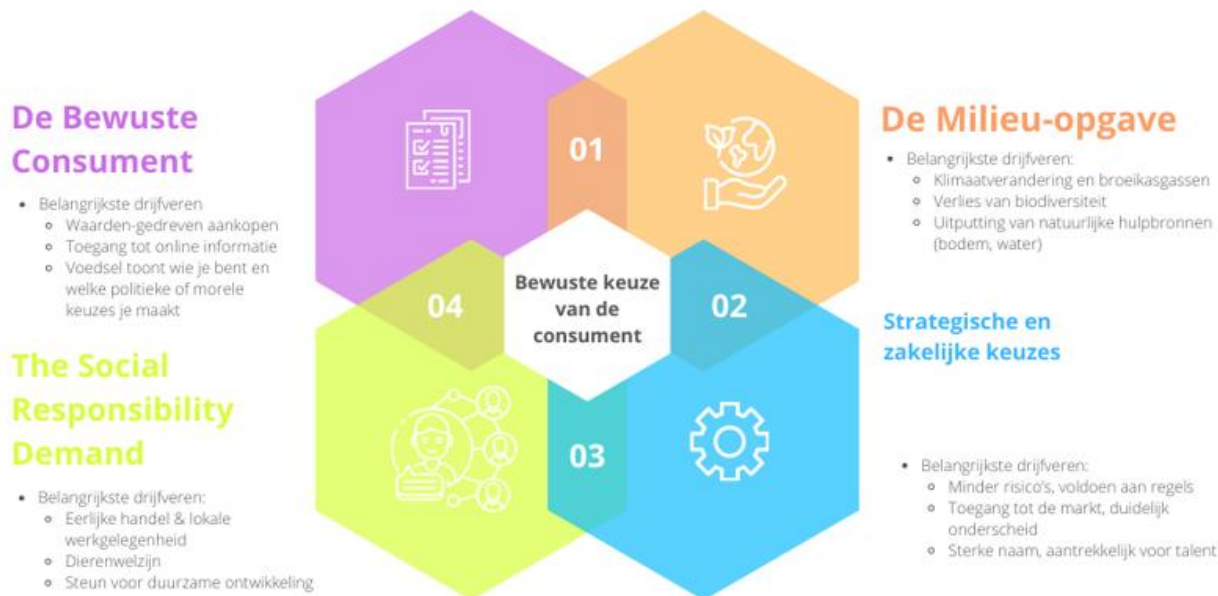 De Bewuste
Consument
• Belangrijkste drijfveren
○ Waarden-gedreven aankopen
○ Toegang tot online informatie
○ Voedsel toont wie je bent en
welke politieke of morele
keuzes je maakt
The Social
Responsibility
Demand
• Belangrijkste drijfveren:
○ Eerlijke handel & lokale
werkgelegenheid
○ Dierenwelzijn
○ Steun voor duurzame ontwikkeling
01
04
Bewuste keuze
van de
consument
02
03
De Milieu-opgave
• Belangrijkste drijfveren:
○ Klimaatverandering en broeikasgassen
○ Verlies van biodiversiteit
○ Uitputting van natuurlijke hulpbronnen
(bodem, water)
Strategische en
zakelijke keuzes
• Belangrijkste drijfveren:
○ Minder risico's, voldoen aan regels
○ Toegang tot de markt, duidelijk
onderscheid
○ Sterke naam, aantrekkelijk voor talent